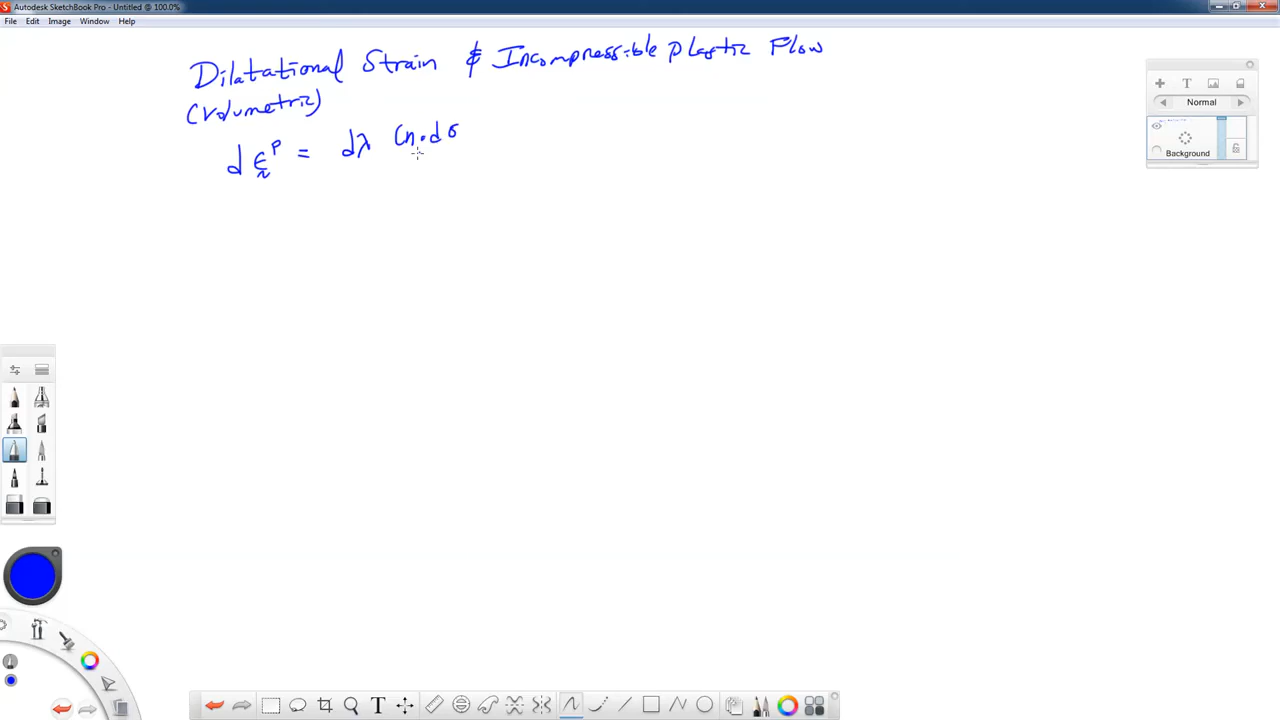 Autodesk SketchBook Pro - Untitled @ 100.0%
File Edit Image Window Help
Dilatational Strain & Incompressible Plastic Flow
(Volumetric)
dε̰ᵖ = dλ (n·dσ
T
Normal
Background
T